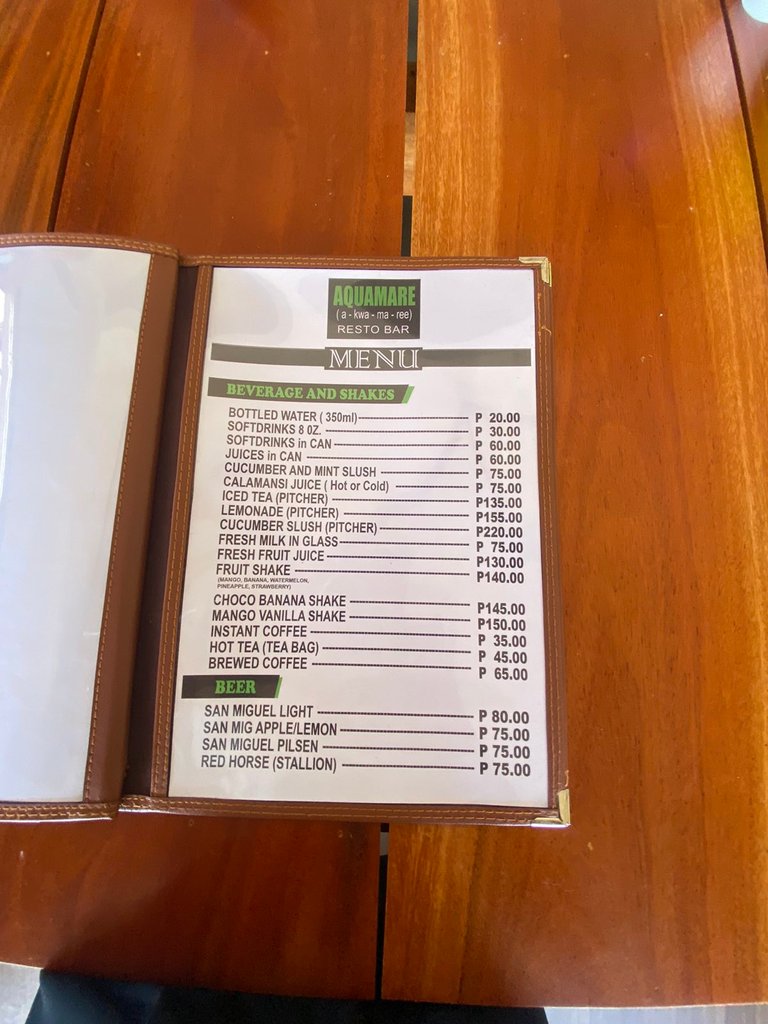 AQUAMARE
( a - kwa - ma - ree)
RESTO BAR
MENU
BEVERAGE AND SHAKES
BOTTLED WATER ( 350ml) P 20.00
SOFTDRINKS 8 OZ. P 30.00
SOFTDRINKS in CAN P 60.00
JUICES in CAN P 60.00
CUCUMBER AND MINT SLUSH P 75.00
CALAMANSI JUICE ( Hot or Cold) P 75.00
ICED TEA (PITCHER) P135.00
LEMONADE (PITCHER) P155.00
CUCUMBER SLUSH (PITCHER) P220.00
FRESH MILK IN GLASS P 75.00
FRESH FRUIT JUICE P130.00
FRUIT SHAKE P140.00
(MANGO, BANANA, WATERMELON,
PINEAPPLE, STRAWBERRY)
CHOCO BANANA SHAKE P145.00
MANGO VANILLA SHAKE P150.00
INSTANT COFFEE P 35.00
HOT TEA (TEA BAG) P 45.00
BREWED COFFEE P 65.00
BEER
SAN MIGUEL LIGHT P 80.00
SAN MIG APPLE/LEMON P 75.00
SAN MIGUEL PILSEN P 75.00
RED HORSE (STALLION) P 75.00